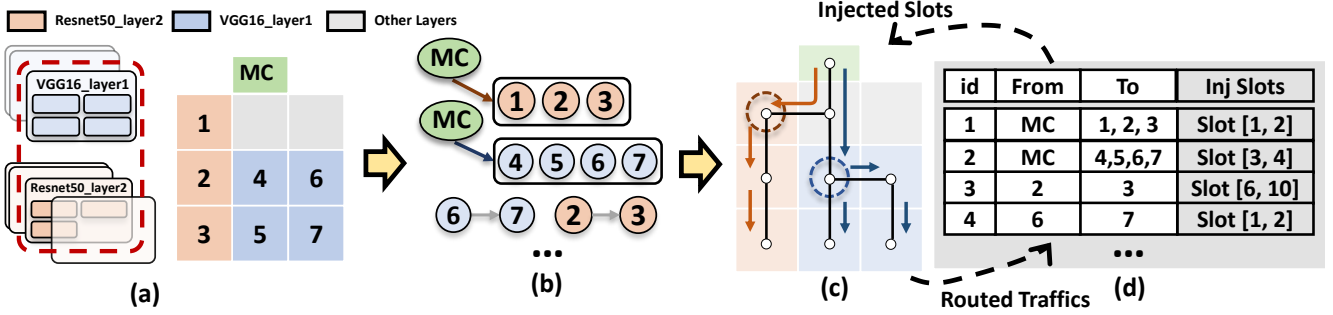 Resnet50_layer2 VGG16_layer1 Other Layers
VGG16_layer1
Resnet50_layer2
MC
1
2 4 6
3 5 7
(a)
MC
1 2 3
MC
4 5 6 7
6 7 2 3
...
(b)
(c)
Injected Slots
id From To Inj Slots
1 MC 1, 2, 3 Slot [1, 2]
2 MC 4,5,6,7 Slot [3, 4]
3 2 3 Slot [6, 10]
4 6 7 Slot [1, 2]
...
Routed Traffics
(d)